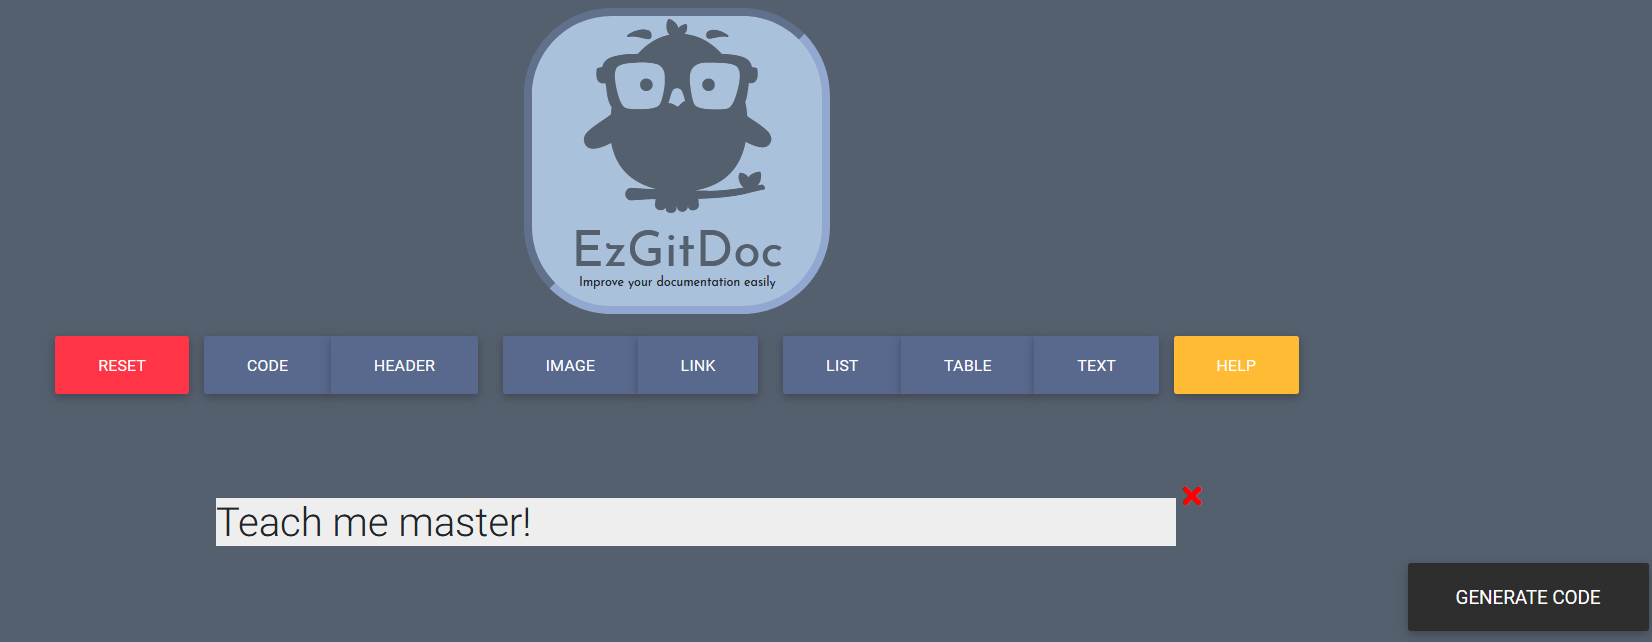 EzGitDoc
Improve your documentation easily
RESET CODE HEADER IMAGE LINK LIST TABLE TEXT HELP
Teach me master!
GENERATE CODE